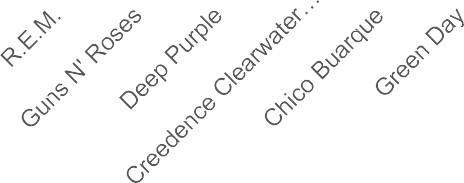 R.E.M.
Guns N' Roses
Deep Purple
Creedence Clearwater…
Chico Buarque
Green Day